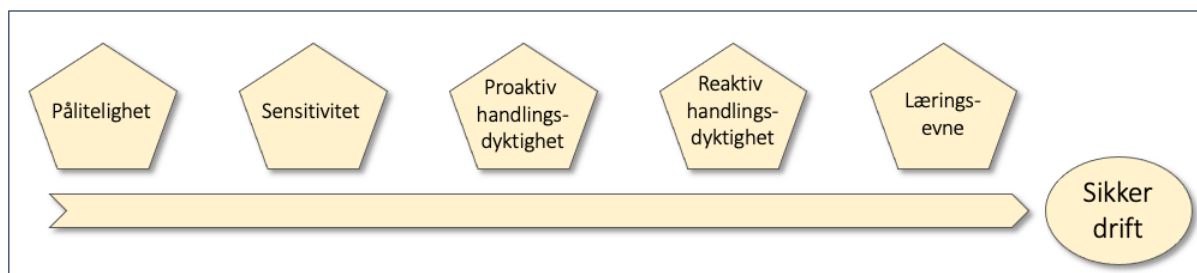 Pålitelighet
Sensitivitet
Proaktiv
handlings-
dyktighet
Reaktiv
handlings-
dyktighet
Lærings-
evne
Sikker
drift